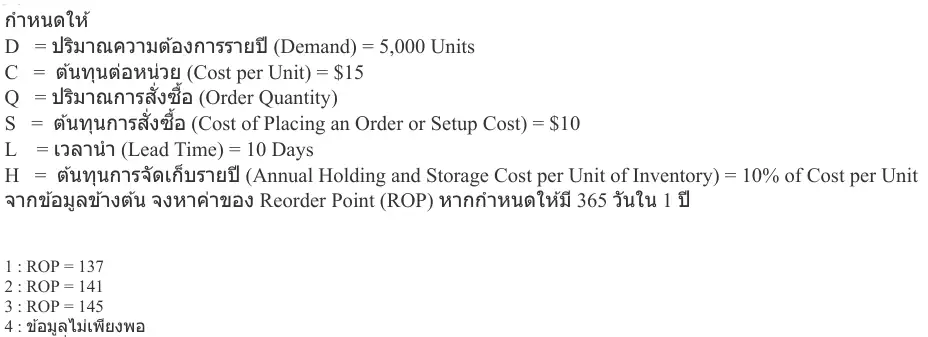 กำหนดให้
D = ปริมาณความต้องการรายปี (Demand) = 5,000 Units
C = ต้นทุนต่อหน่วย (Cost per Unit) = $15
Q = ปริมาณการสั่งซื้อ (Order Quantity)
S = ต้นทุนการสั่งซื้อ (Cost of Placing an Order or Setup Cost) = $10
L = เวลานำ (Lead Time) = 10 Days
H = ต้นทุนการจัดเก็บรายปี (Annual Holding and Storage Cost per Unit of Inventory) = 10% of Cost per Unit
จากข้อมูลข้างต้น จงหาค่าของ Reorder Point (ROP) หากกำหนดให้มี 365 วันใน 1 ปี
1 : ROP = 137
2 : ROP = 141
3 : ROP = 145
4 : ข้อมูลไม่เพียงพอ